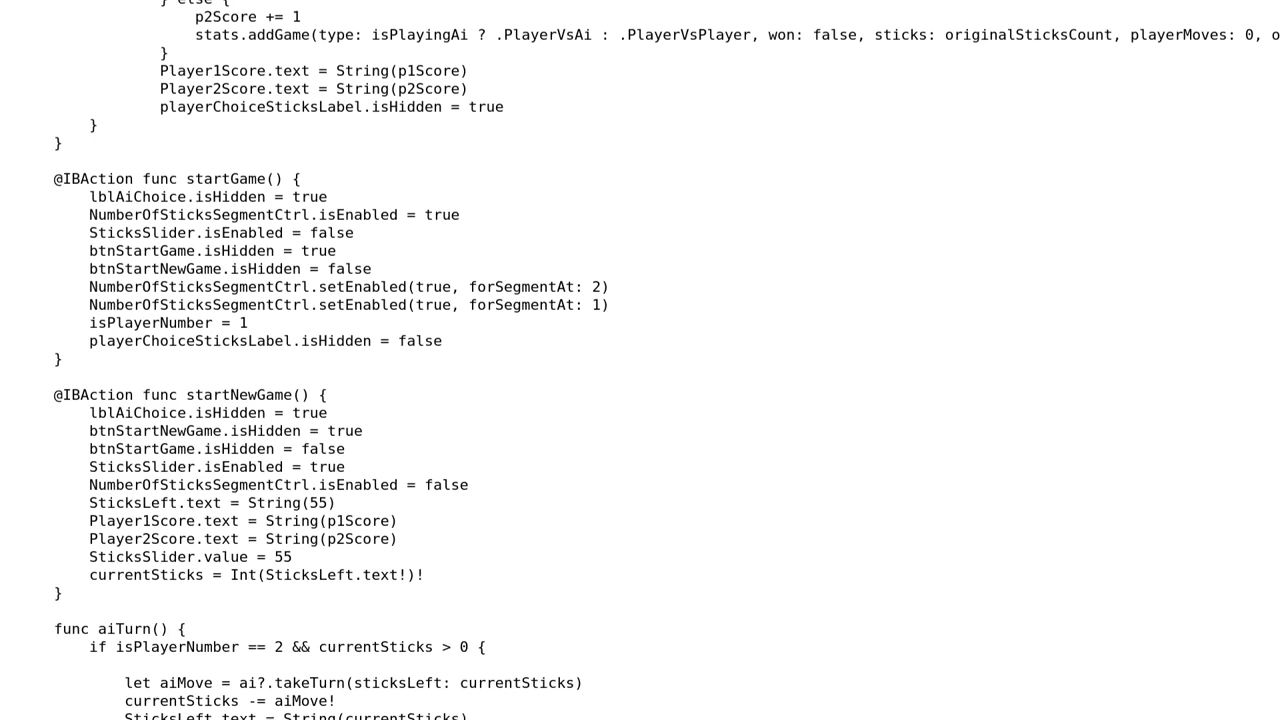 } else {
p2Score += 1
stats.addGame(type: isPlayingAi ? .PlayerVsAi : .PlayerVsPlayer, won: false, sticks: originalSticksCount, playerMoves: 0, o
}
Player1Score.text = String(p1Score)
Player2Score.text = String(p2Score)
playerChoiceSticksLabel.isHidden = true
}
}
@IBAction func startGame() {
lblAiChoice.isHidden = true
NumberOfSticksSegmentCtrl.isEnabled = true
SticksSlider.isEnabled = false
btnStartGame.isHidden = true
btnStartNewGame.isHidden = false
NumberOfSticksSegmentCtrl.setEnabled(true, forSegmentAt: 2)
NumberOfSticksSegmentCtrl.setEnabled(true, forSegmentAt: 1)
isPlayerNumber = 1
playerChoiceSticksLabel.isHidden = false
}
@IBAction func startNewGame() {
lblAiChoice.isHidden = true
btnStartNewGame.isHidden = true
btnStartGame.isHidden = false
SticksSlider.isEnabled = true
NumberOfSticksSegmentCtrl.isEnabled = false
SticksLeft.text = String(55)
Player1Score.text = String(p1Score)
Player2Score.text = String(p2Score)
SticksSlider.value = 55
currentSticks = Int(SticksLeft.text!)!
}
func aiTurn() {
if isPlayerNumber == 2 && currentSticks > 0 {
let aiMove = ai?.takeTurn(sticksLeft: currentSticks)
currentSticks -= aiMove!
SticksLeft.text = String(currentSticks)